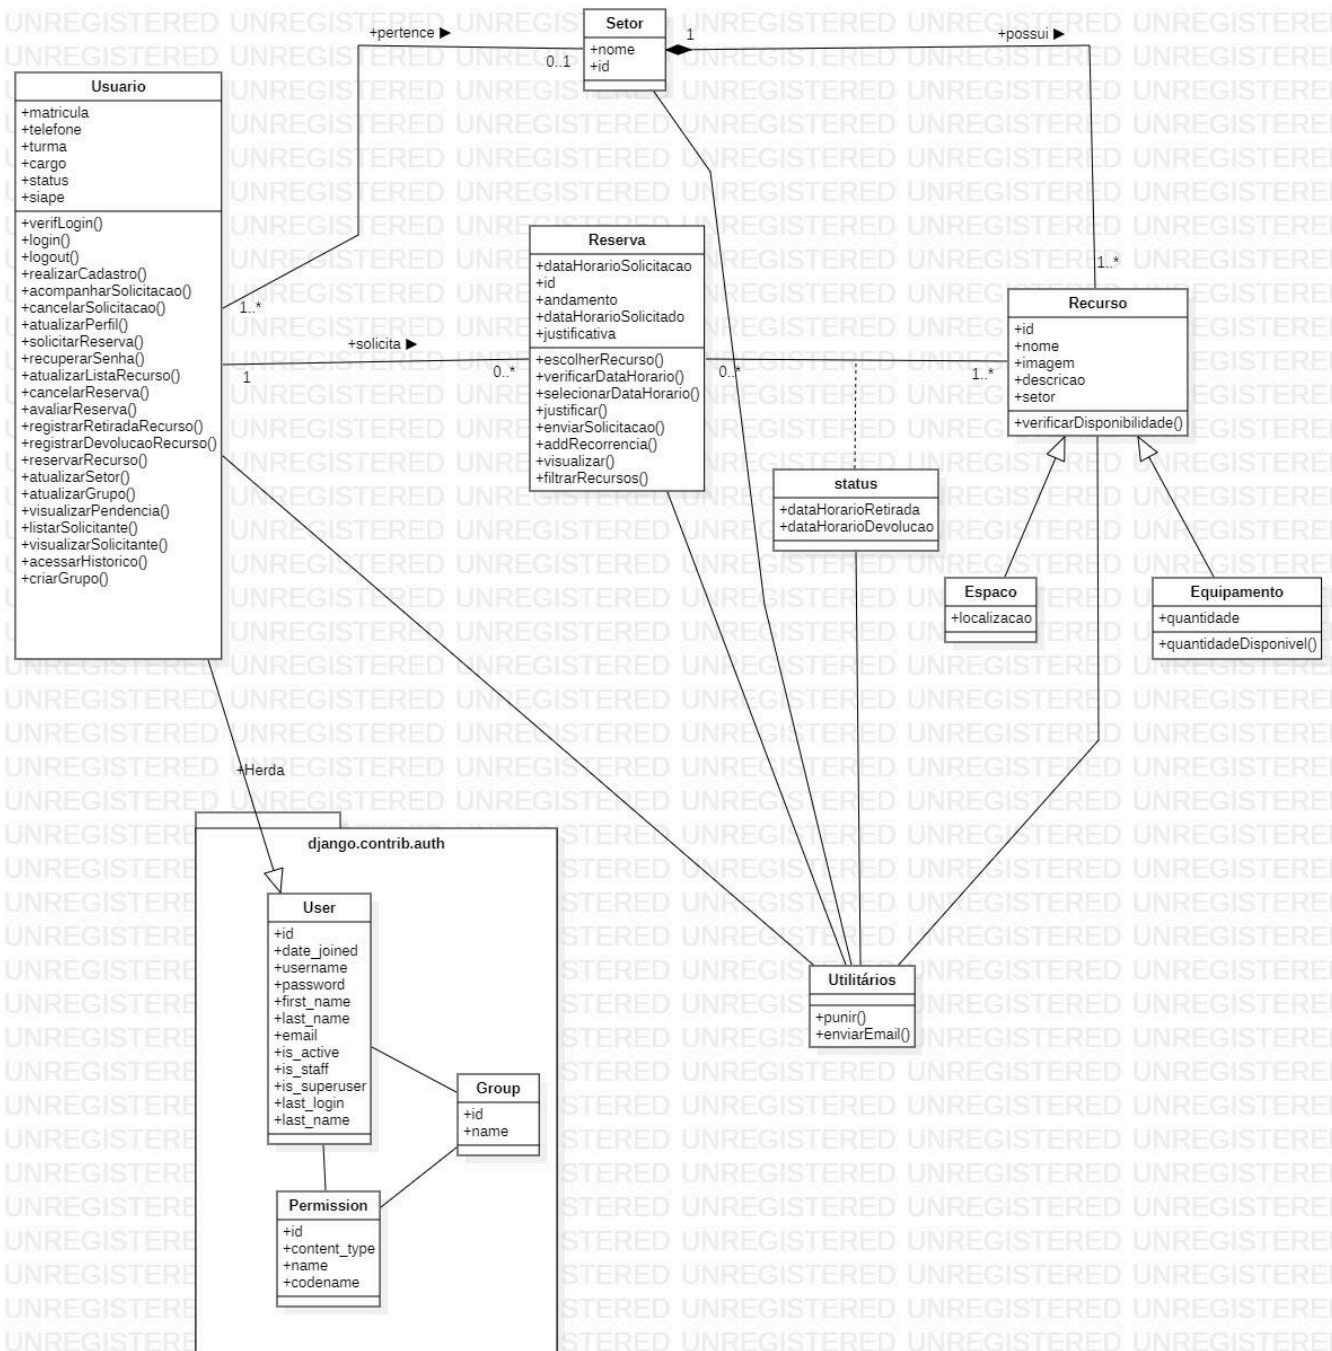 Setor
+nome
+id
+pertence ▶
0..1
1
+possui ▶
1..*
Usuario
+matricula
+telefone
+turma
+cargo
+status
+siape
+verifLogin()
+login()
+logout()
+realizarCadastro()
+acompanharSolicitacao()
+cancelarSolicitacao()
+atualizarPerfil()
+solicitarReserva()
+recuperarSenha()
+atualizarListaRecurso()
+cancelarReserva()
+avaliarReserva()
+registrarRetiradaRecurso()
+registrarDevolucaoRecurso()
+reservarRecurso()
+atualizarSetor()
+atualizarGrupo()
+visualizarPendencia()
+listarSolicitante()
+visualizarSolicitante()
+acessarHistorico()
+criarGrupo()
1..*
+solicita ▶
1
0..*
Reserva
+dataHorarioSolicitacao
+id
+andamento
+dataHorarioSolicitado
+justificativa
+escolherRecurso()
+verificarDataHorario()
+selecionarDataHorario()
+justificar()
+enviarSolicitacao()
+addRecorrencia()
+visualizar()
+filtrarRecursos()
0..*
1..*
Recurso
+id
+nome
+imagem
+descricao
+setor
+verificarDisponibilidade()
status
+dataHorarioRetirada
+dataHorarioDevolucao
Espaco
+localizacao
Equipamento
+quantidade
+quantidadeDisponivel()
+Herda
django.contrib.auth
User
+id
+date_joined
+username
+password
+first_name
+last_name
+email
+is_active
+is_staff
+is_superuser
+last_login
+last_name
Group
+id
+name
Permission
+id
+content_type
+name
+codename
Utilitários
+punir()
+enviarEmail()
UNREGISTERED